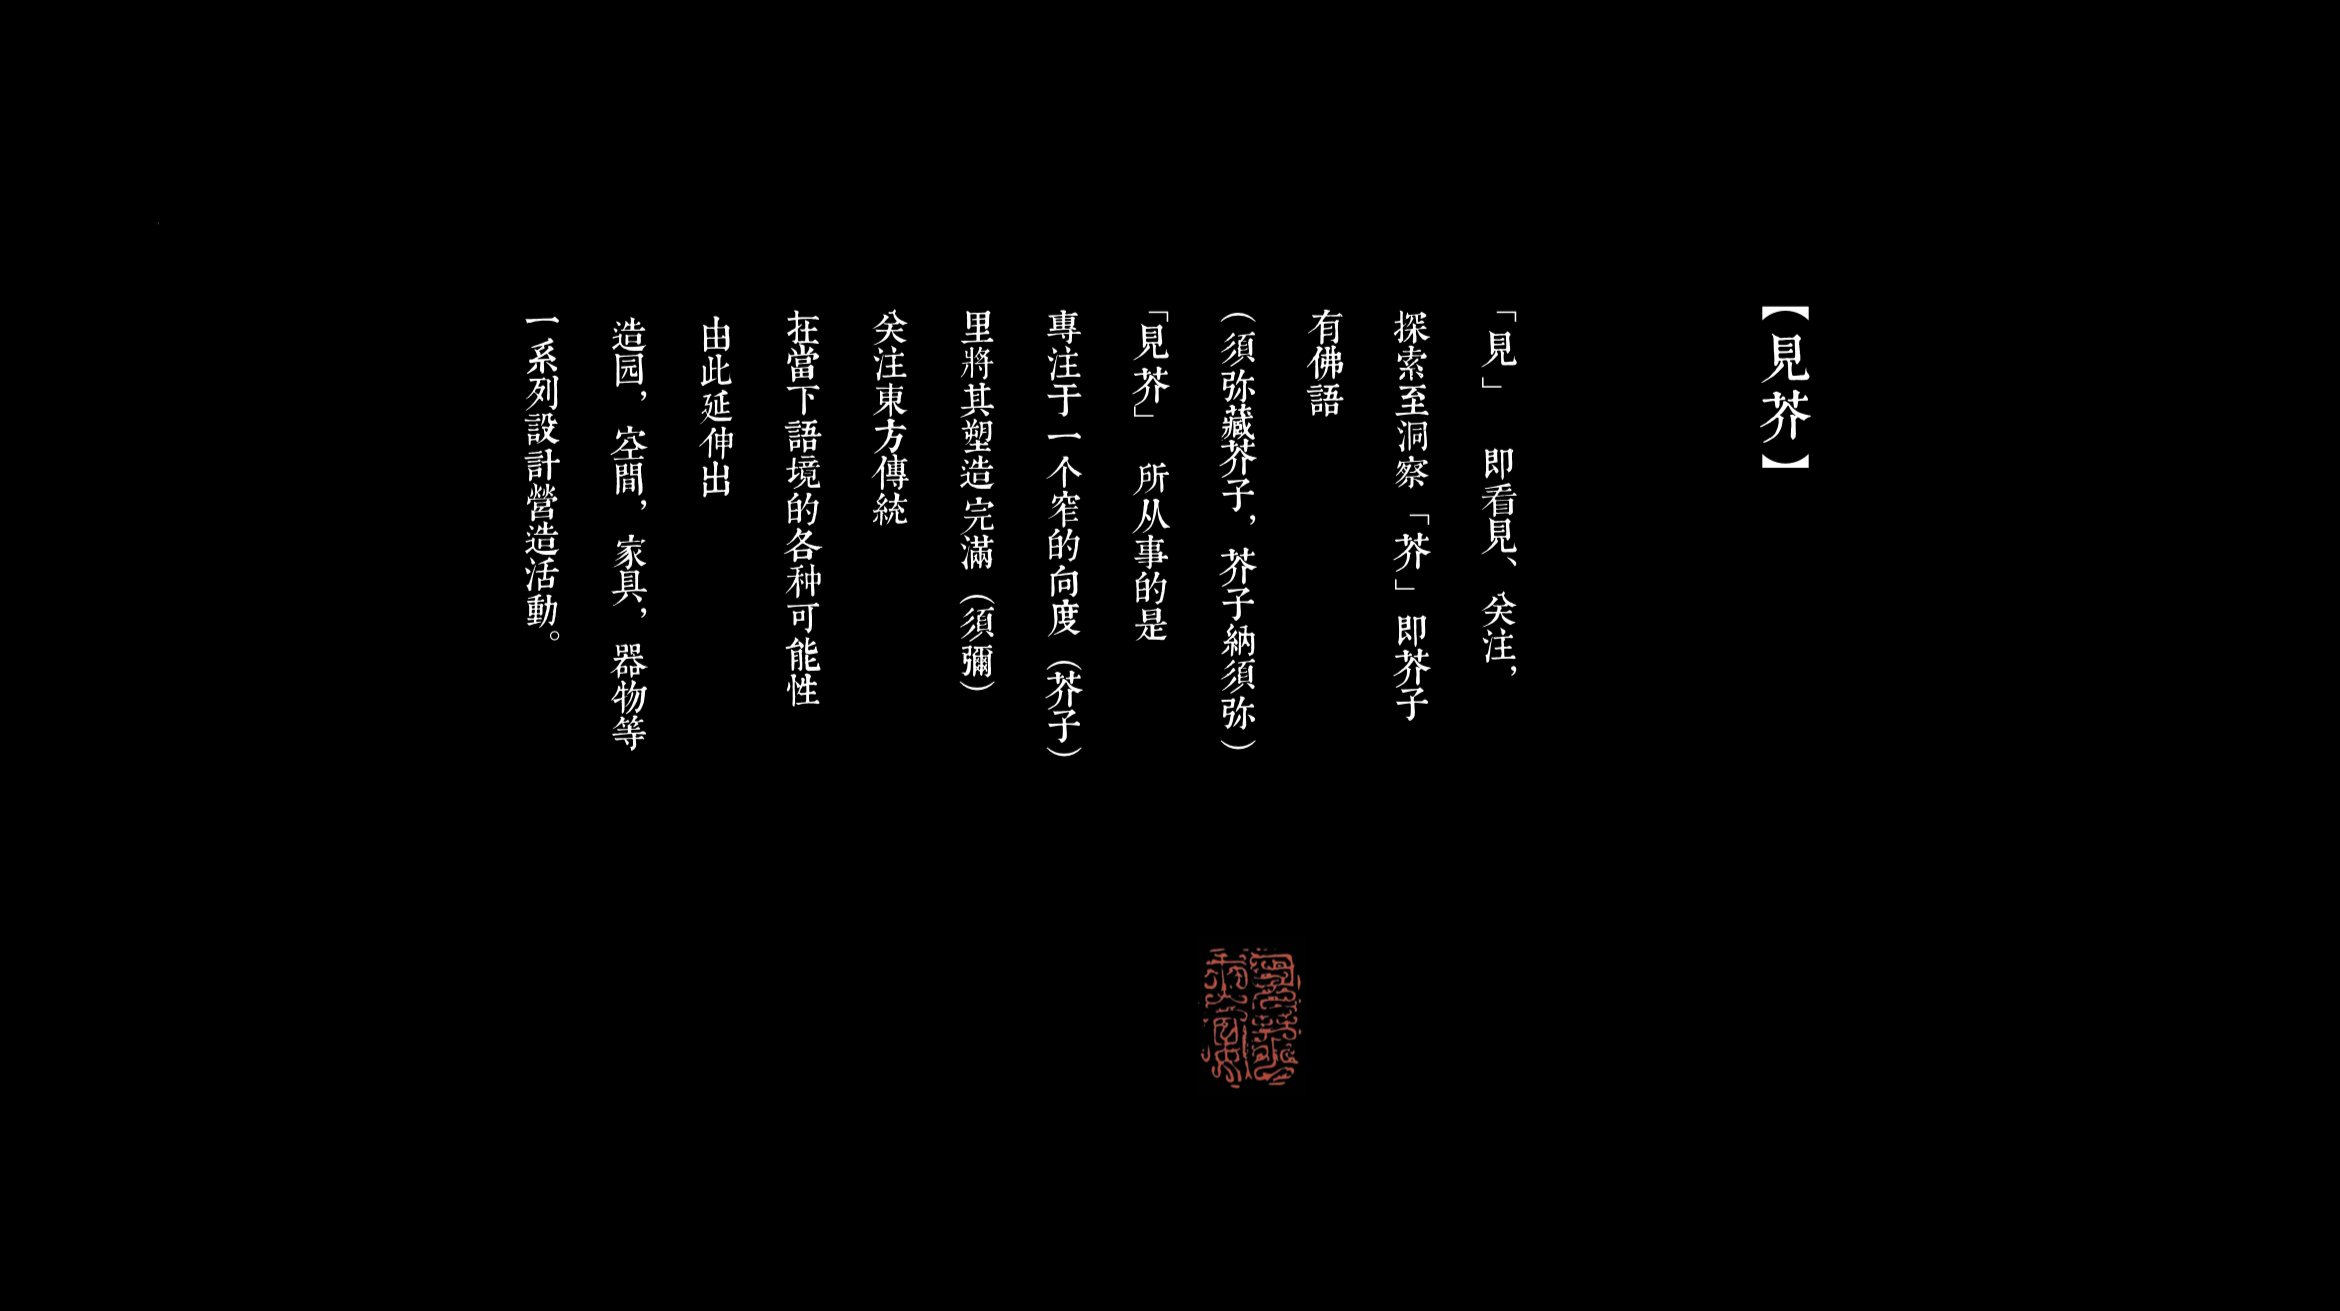 【見芥】
「見」 即看見、关注，
探索至洞察「芥」即芥子
有佛語
（須弥藏芥子，芥子納須弥）
「見芥」 所从事的是
專注于一个窄的向度（芥子）
里將其塑造完滿（須彌）
关注東方傳統
在當下語境的各种可能性
由此延伸出
造园，空間，家具，器物等
一系列設計營造活動。